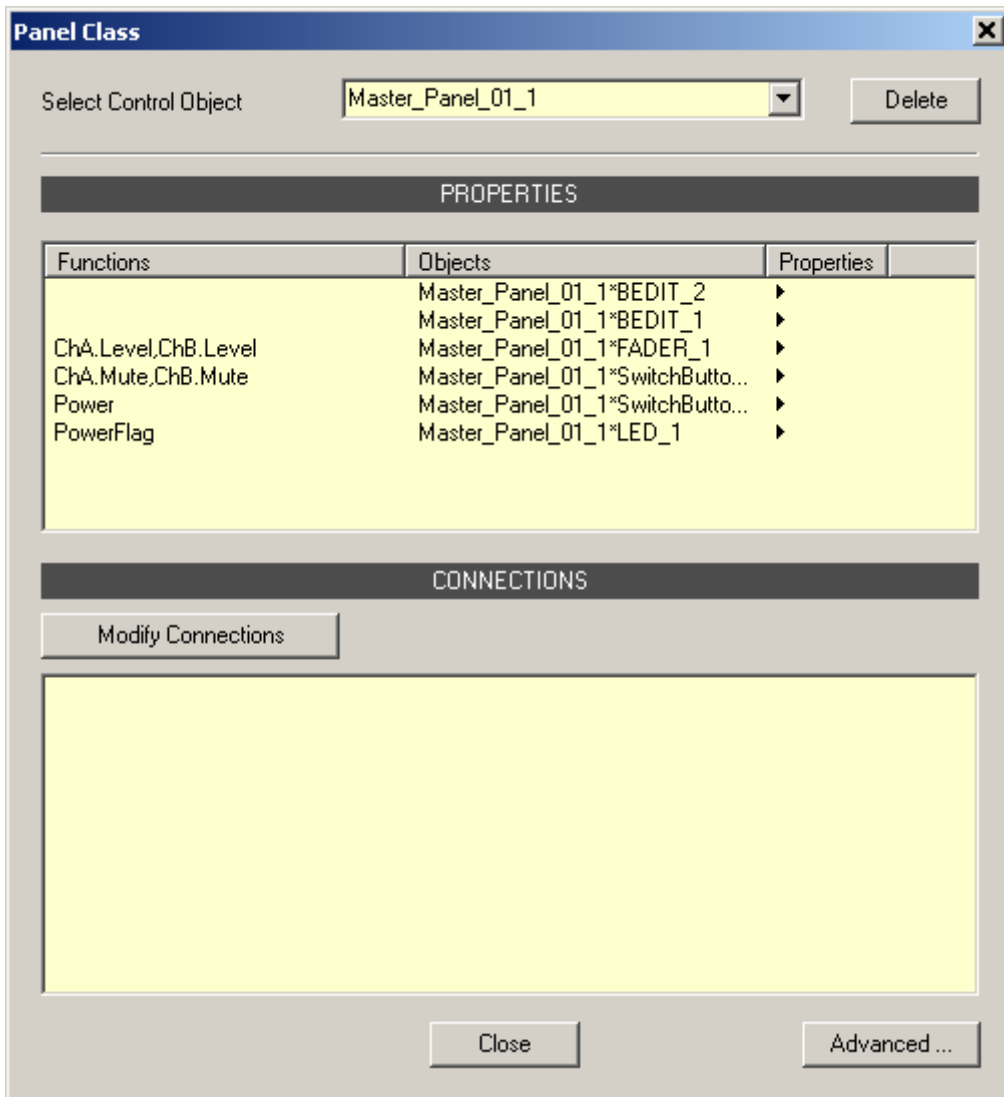 Panel Class
Select Control Object Master_Panel_01_1 Delete
PROPERTIES
Functions Objects Properties
Master_Panel_01_1*BEDIT_2
Master_Panel_01_1*BEDIT_1
ChA.Level,ChB.Level Master_Panel_01_1*FADER_1
ChA.Mute,ChB.Mute Master_Panel_01_1*SwitchButto...
Power Master_Panel_01_1*SwitchButto...
PowerFlag Master_Panel_01_1*LED_1
CONNECTIONS
Modify Connections
Close Advanced ...